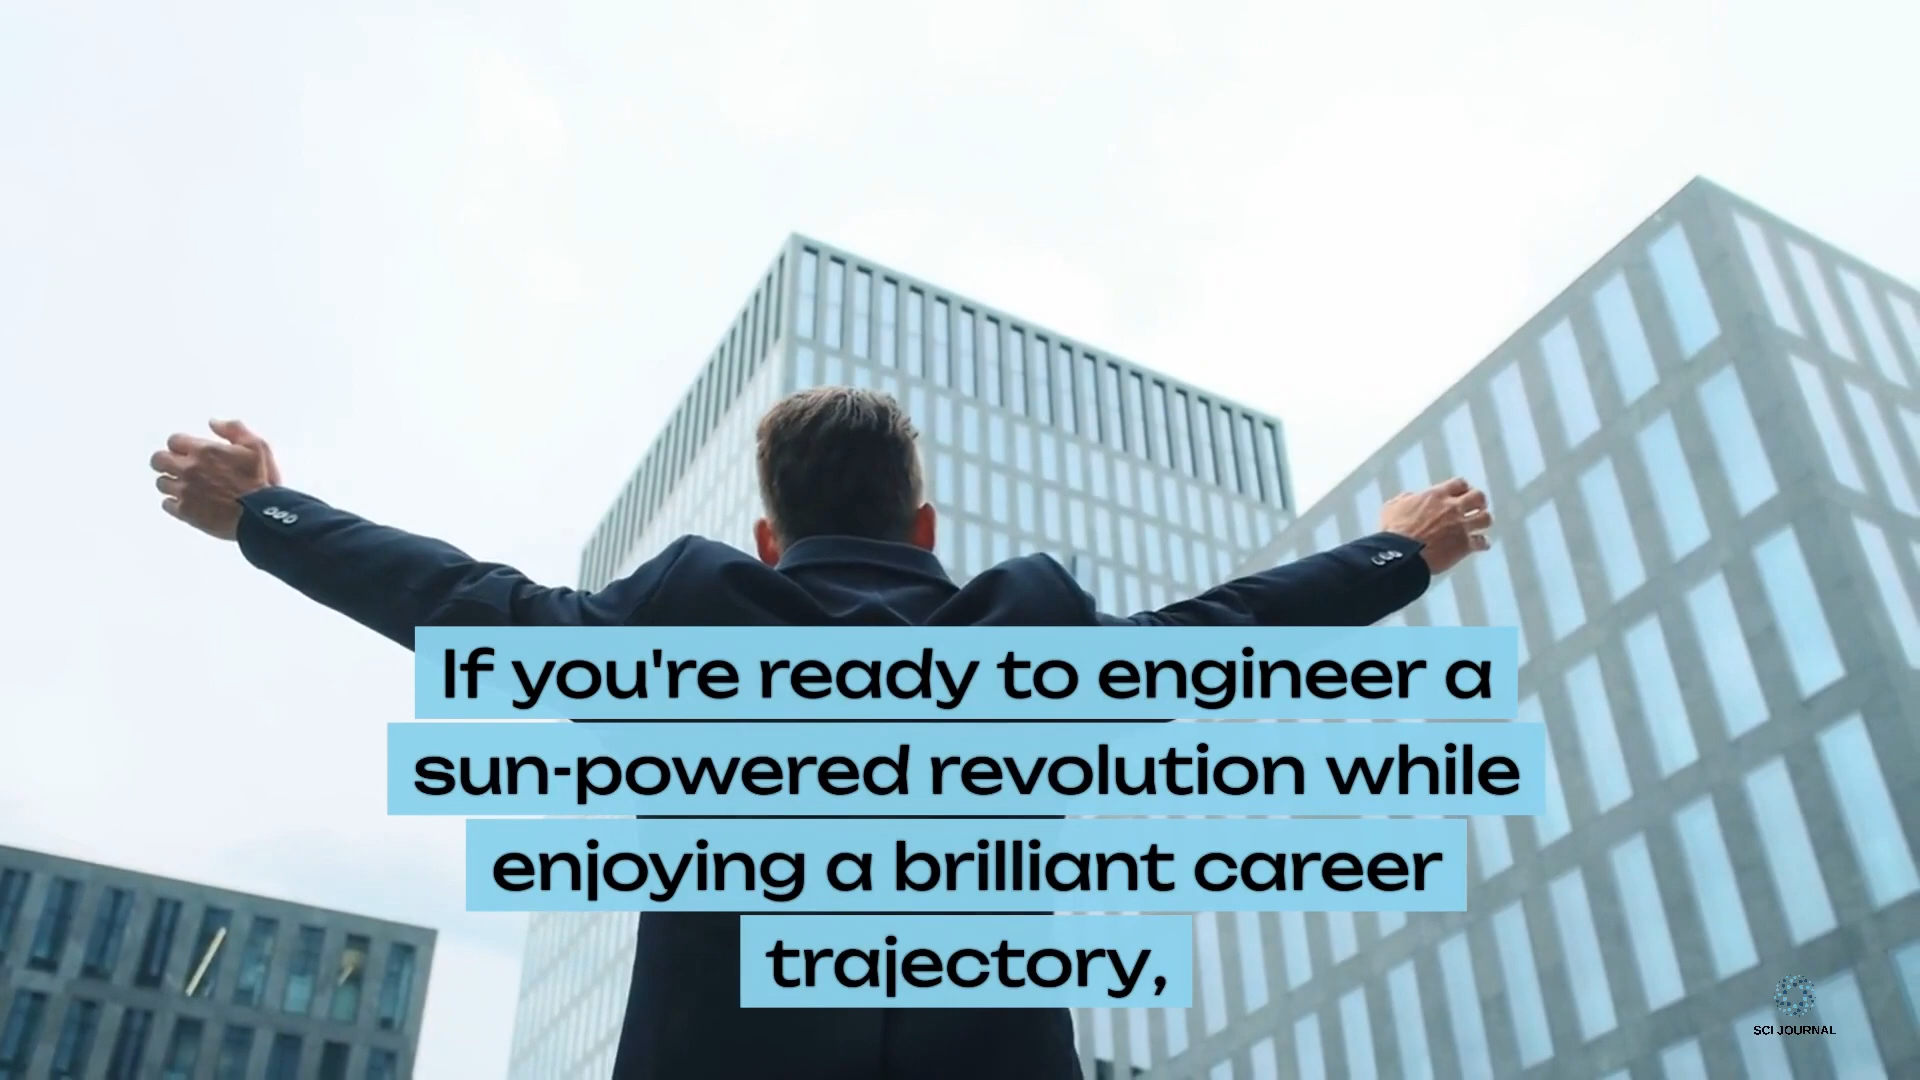 If you're ready to engineer a
sun-powered revolution while
enjoying a brilliant career
trajectory,
SCI JOURNAL